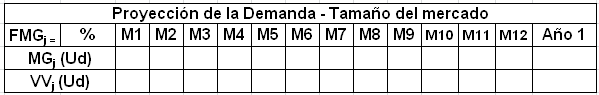 Proyección de la Demanda - Tamaño del mercado
FMGj = % M1 M2 M3 M4 M5 M6 M7 M8 M9 M10 M11 M12 Año 1
MGj (Ud)
VVj (Ud)